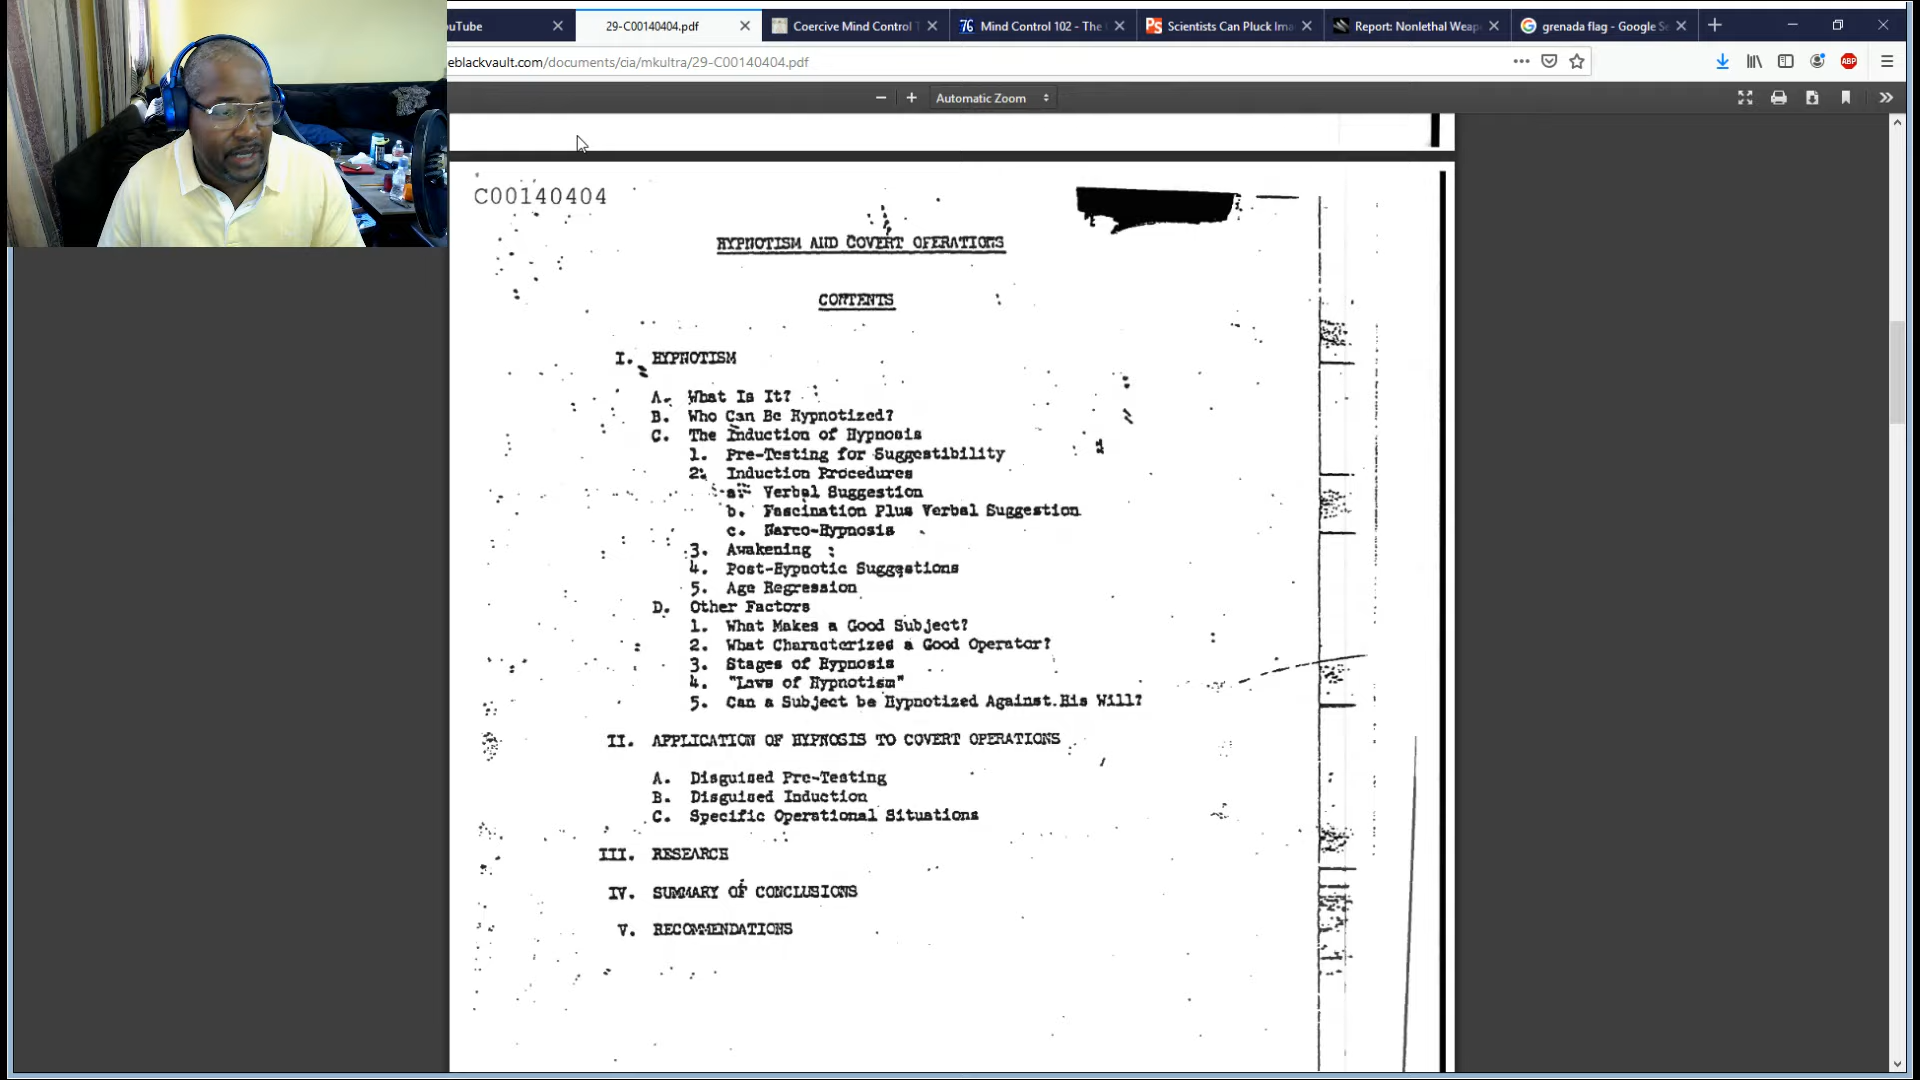 ouTube
29-C00140404.pdf
Coercive Mind Control T
Mind Control 102 - The
Scientists Can Pluck Ima
Report: Nonlethal Weap
grenada flag - Google Se
eblackvault.com/documents/cia/mkultra/29-C00140404.pdf
ABP
Automatic Zoom
C00140404
HYPNOTISM AND COVERT OPERATIONS
CONTENTS
I. HYPNOTISM
A. What Is It?
B. Who Can Be Hypnotized?
C. The Induction of Hypnosis
1. Pre-Testing for Suggestibility
2. Induction Procedures
a. Verbal Suggestion
b. Fascination Plus Verbal Suggestion
c. Narco-Hypnosis
3. Awakening
4. Post-Hypnotic Suggestions
5. Age Regression
D. Other Factors
1. What Makes a Good Subject?
2. What Characterizes a Good Operator?
3. Stages of Hypnosis
4. "Laws of Hypnotism"
5. Can a Subject be Hypnotized Against His Will?
II. APPLICATION OF HYPNOSIS TO COVERT OPERATIONS
A. Disguised Pre-Testing
B. Disguised Induction
C. Specific Operational Situations
III. RESEARCH
IV. SUMMARY OF CONCLUSIONS
V. RECOMMENDATIONS